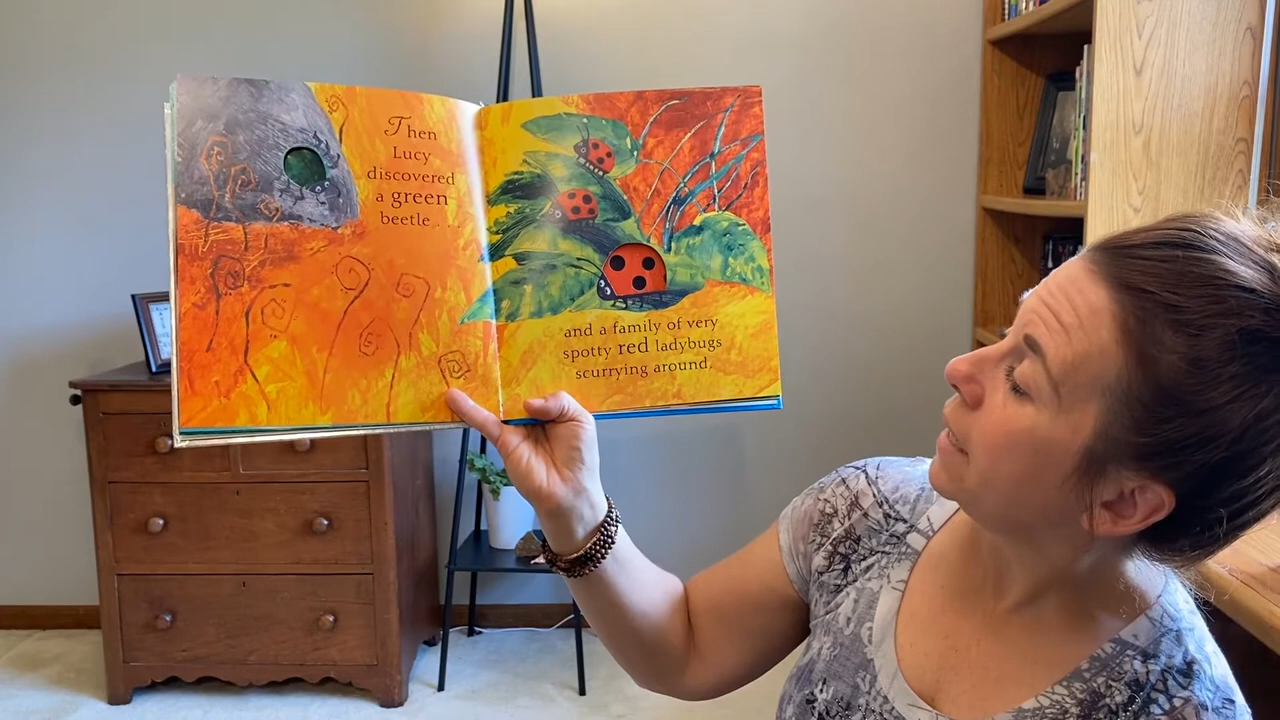 Then
Lucy
discovered
a green
beetle . . .
and a family of very
spotty red ladybugs
scurrying around.